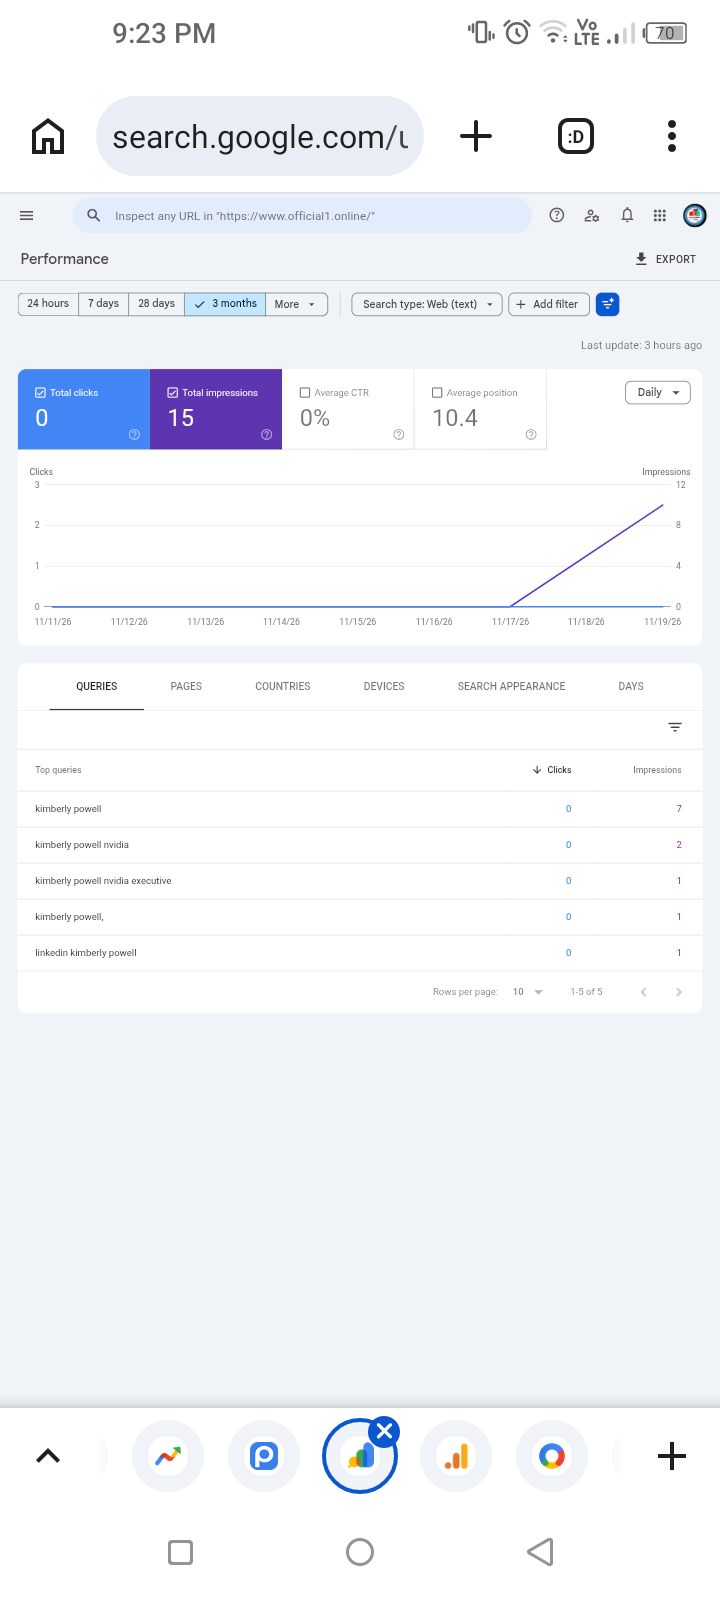 9:23 PM
Vo LTE
70
search.google.com/u
:D
Inspect any URL in "https://www.official1.online/"
Performance
EXPORT
24 hours 7 days 28 days 3 months More Search type: Web (text) Add filter
Last update: 3 hours ago
Total clicks Total impressions Average CTR Average position Daily
0 15 0% 10.4
Clicks Impressions
3 12
2 8
1 4
0 0
11/11/26 11/12/26 11/13/26 11/14/26 11/15/26 11/16/26 11/17/26 11/18/26 11/19/26
QUERIES PAGES COUNTRIES DEVICES SEARCH APPEARANCE DAYS
Top queries Clicks Impressions
kimberly powell 0 7
kimberly powell nvidia 0 2
kimberly powell nvidia executive 0 1
kimberly powell, 0 1
linkedin kimberly powell 0 1
Rows per page: 10 1-5 of 5